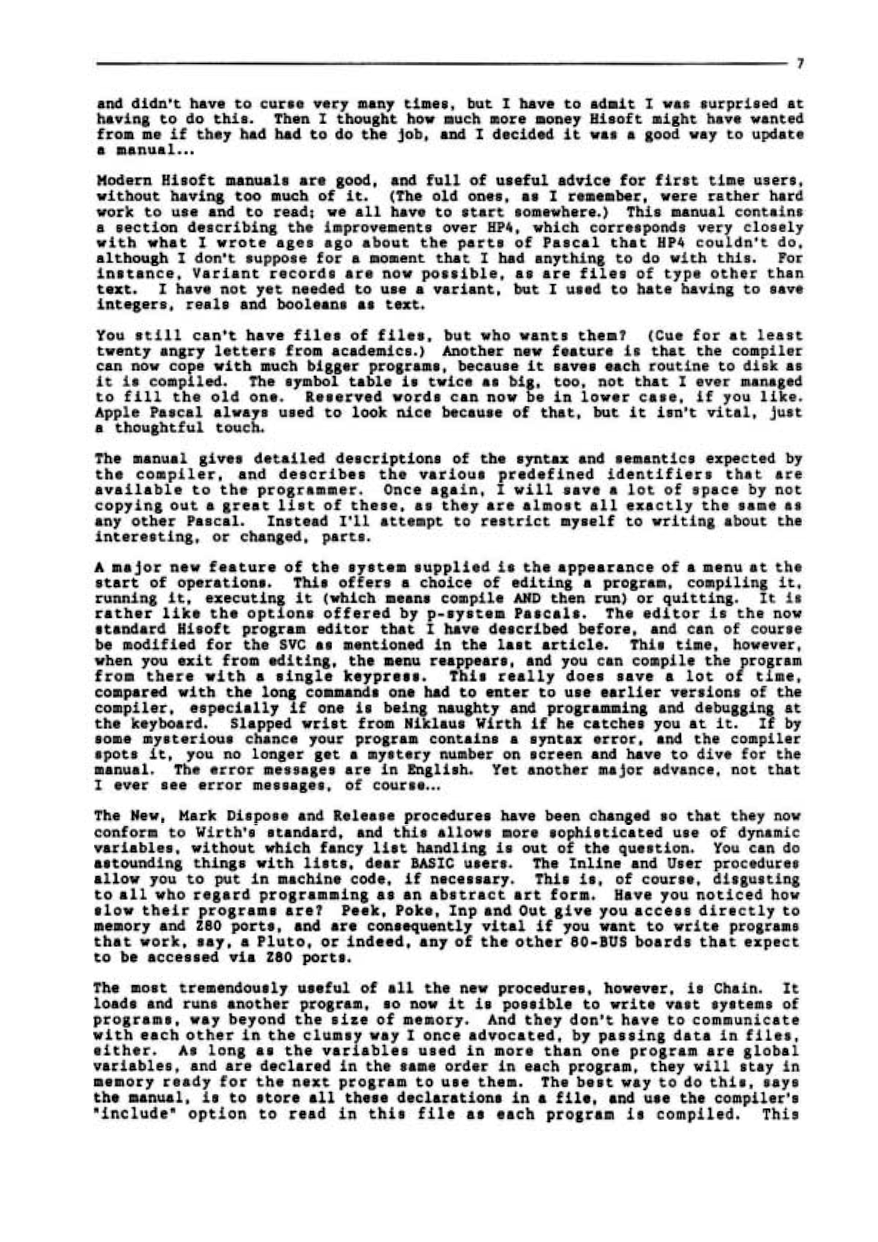 7
and didn't have to curse very many times, but I have to admit I was surprised at
having to do this. Then I thought how much more money Hisoft might have wanted
from me if they had had to do the job, and I decided it was a good way to update
a manual...
Modern Hisoft manuals are good, and full of useful advice for first time users,
without having too much of it. (The old ones, as I remember, were rather hard
work to use and to read; we all have to start somewhere.) This manual contains
a section describing the improvements over HP4, which corresponds very closely
with what I wrote ages ago about the parts of Pascal that HP4 couldn't do,
although I don't suppose for a moment that I had anything to do with this. For
instance, Variant records are now possible, as are files of type other than
text. I have not yet needed to use a variant, but I used to hate having to save
integers, reals and booleans as text.
You still can't have files of files, but who wants them? (Cue for at least
twenty angry letters from academics.) Another new feature is that the compiler
can now cope with much bigger programs, because it saves each routine to disk as
it is compiled. The symbol table is twice as big, too, not that I ever managed
to fill the old one. Reserved words can now be in lower case, if you like.
Apple Pascal always used to look nice because of that, but it isn't vital, just
a thoughtful touch.
The manual gives detailed descriptions of the syntax and semantics expected by
the compiler, and describes the various predefined identifiers that are
available to the programmer. Once again, I will save a lot of space by not
copying out a great list of these, as they are almost all exactly the same as
any other Pascal. Instead I'll attempt to restrict myself to writing about the
interesting, or changed, parts.
A major new feature of the system supplied is the appearance of a menu at the
start of operations. This offers a choice of editing a program, compiling it,
running it, executing it (which means compile AND then run) or quitting. It is
rather like the options offered by p-system Pascals. The editor is the now
standard Hisoft program editor that I have described before, and can of course
be modified for the SVC as mentioned in the last article. This time, however,
when you exit from editing, the menu reappears, and you can compile the program
from there with a single keypress. This really does save a lot of time,
compared with the long commands one had to enter to use earlier versions of the
compiler, especially if one is being naughty and programming and debugging at
the keyboard. Slapped wrist from Niklaus Wirth if he catches you at it. If by
some mysterious chance your program contains a syntax error, and the compiler
spots it, you no longer get a mystery number on screen and have to dive for the
manual. The error messages are in English. Yet another major advance, not that
I ever see error messages, of course...
The New, Mark Dispose and Release procedures have been changed so that they now
conform to Wirth's standard, and this allows more sophisticated use of dynamic
variables, without which fancy list handling is out of the question. You can do
astounding things with lists, dear BASIC users. The Inline and User procedures
allow you to put in machine code, if necessary. This is, of course, disgusting
to all who regard programming as an abstract art form. Have you noticed how
slow their programs are? Peek, Poke, Inp and Out give you access directly to
memory and Z80 ports, and are consequently vital if you want to write programs
that work, say, a Pluto, or indeed, any of the other 80-BUS boards that expect
to be accessed via Z80 ports.
The most tremendously useful of all the new procedures, however, is Chain. It
loads and runs another program, so now it is possible to write vast systems of
programs, way beyond the size of memory. And they don't have to communicate
with each other in the clumsy way I once advocated, by passing data in files,
either. As long as the variables used in more than one program are global
variables, and are declared in the same order in each program, they will stay in
memory ready for the next program to use them. The best way to do this, says
the manual, is to store all these declarations in a file, and use the compiler's
"include" option to read in this file as each program is compiled. This